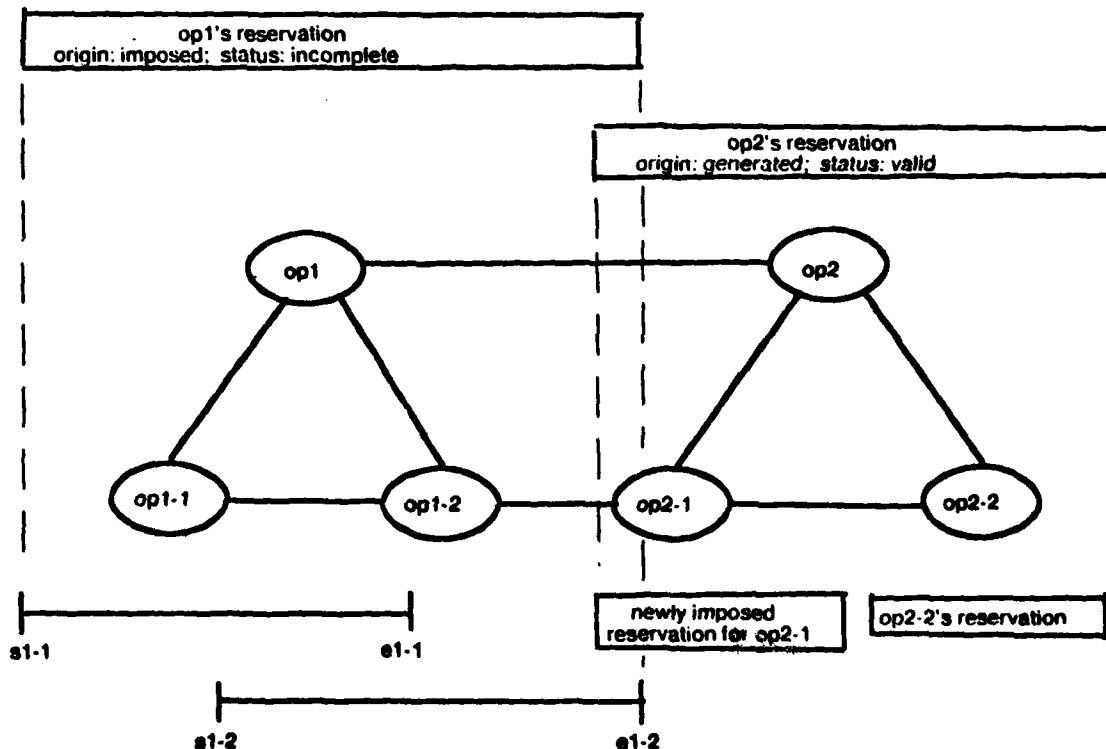 op1's reservation
origin: imposed; status: incomplete
op2's reservation
origin: generated; status: valid
op1
op2
op1-1
op1-2
op2-1
op2-2
newly imposed
reservation for op2-1
op2-2's reservation
s1-1
e1-1
s1-2
e1-2